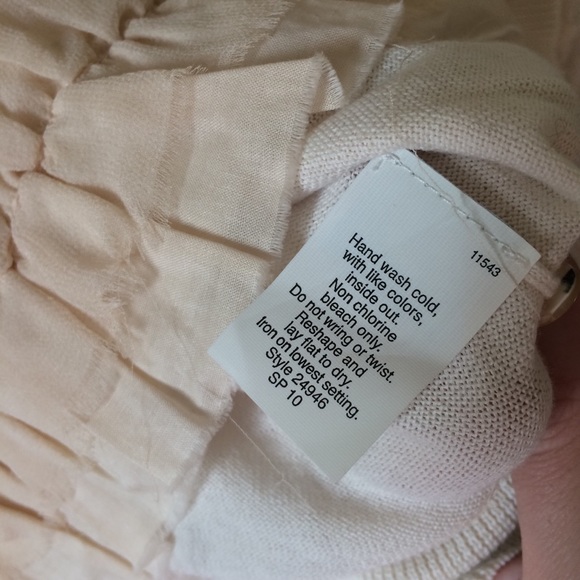 11543
Hand wash cold,
with like colors,
inside out.
Non chlorine
bleach only.
Do not wring or twist.
Reshape and
lay flat to dry.
Iron on lowest setting.
Style 24946
SP 10